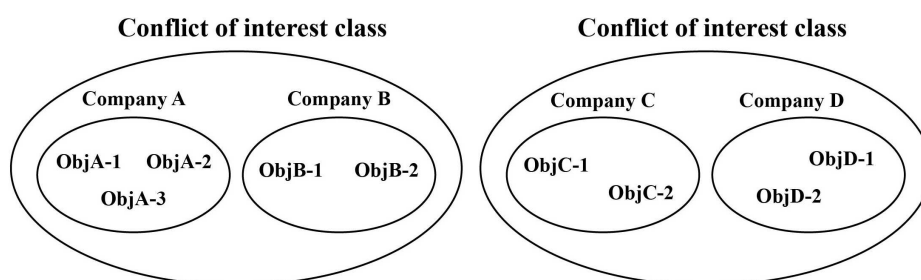 Conflict of interest class
Conflict of interest class
Company A
Company B
Company C
Company D
ObjA-1 ObjA-2
ObjA-3
ObjB-1 ObjB-2
ObjC-1
ObjC-2
ObjD-1
ObjD-2